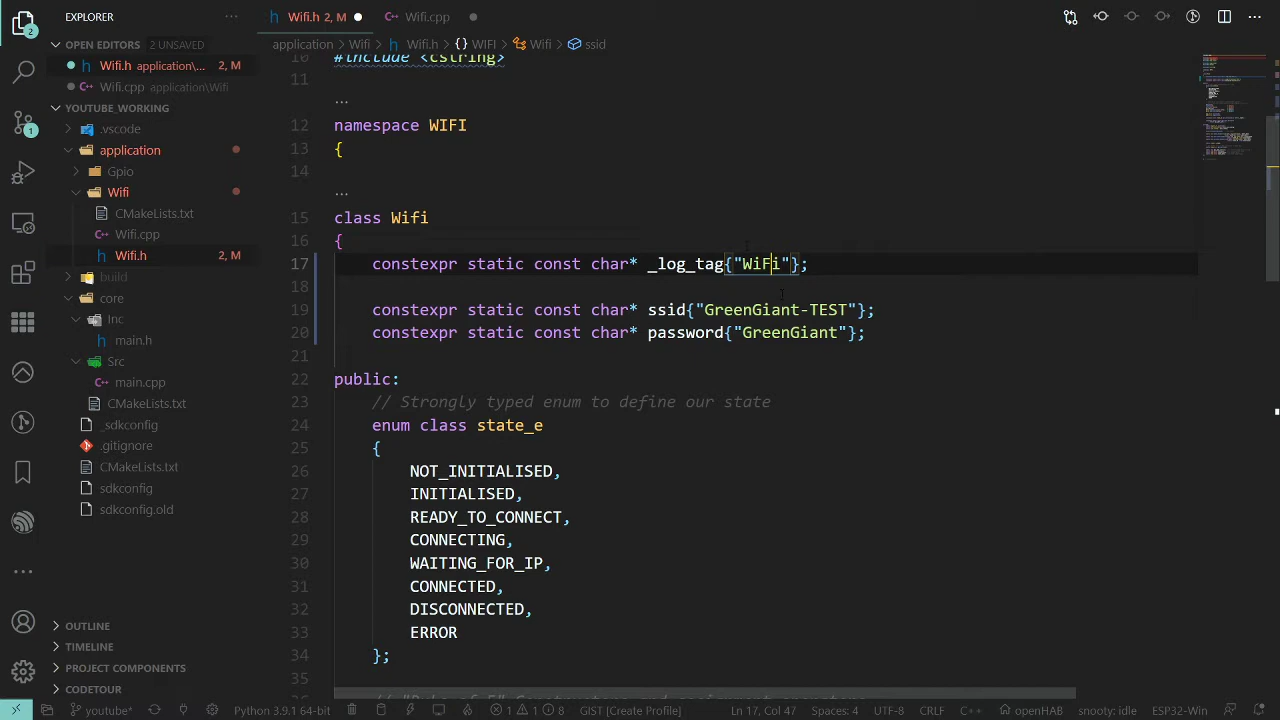 Wifi.h 2, M
Wifi.cpp
EXPLORER
OPEN EDITORS 2 UNSAVED
Wifi.h application\... 2, M
Wifi.cpp application\Wifi
YOUTUBE_WORKING
.vscode
application
Gpio
Wifi
CMakeLists.txt
Wifi.cpp
Wifi.h 2, M
build
core
Inc
main.h
Src
main.cpp
CMakeLists.txt
_sdkconfig
.gitignore
CMakeLists.txt
sdkconfig
sdkconfig.old
OUTLINE
TIMELINE
PROJECT COMPONENTS
CODETOUR
application > Wifi > Wifi.h > {} WIFI > Wifi > ssid
10 #include <cstring>
11
...
12 namespace WIFI
13 {
14
...
15 class Wifi
16 {
17 constexpr static const char* _log_tag{"WiFi"};
18
19 constexpr static const char* ssid{"GreenGiant-TEST"};
20 constexpr static const char* password{"GreenGiant"};
21
22 public:
23 // Strongly typed enum to define our state
24 enum class state_e
25 {
26 NOT_INITIALISED,
27 INITIALISED,
28 READY_TO_CONNECT,
29 CONNECTING,
30 WAITING_FOR_IP,
31 CONNECTED,
32 DISCONNECTED,
33 ERROR
34 };
35
youtube* Python 3.9.1 64-bit 1 1 8 GIST [Create Profile] Ln 17, Col 47 Spaces: 4 UTF-8 CRLF C++ openHAB snooty: idle ESP32-Win